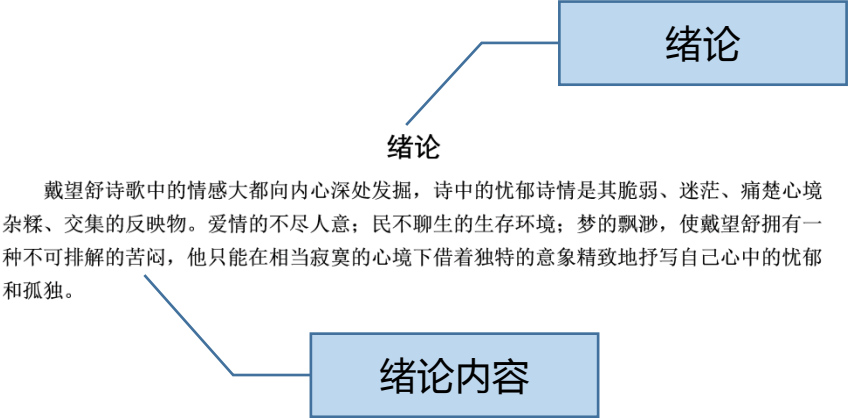 绪论
绪论
戴望舒诗歌中的情感大都向内心深处发掘，诗中的忧郁诗情是其脆弱、迷茫、痛楚心境
杂糅、交集的反映物。爱情的不尽人意；民不聊生的生存环境；梦的飘渺，使戴望舒拥有一
种不可排解的苦闷，他只能在相当寂寞的心境下借着独特的意象精致地抒写自己心中的忧郁
和孤独。
绪论内容